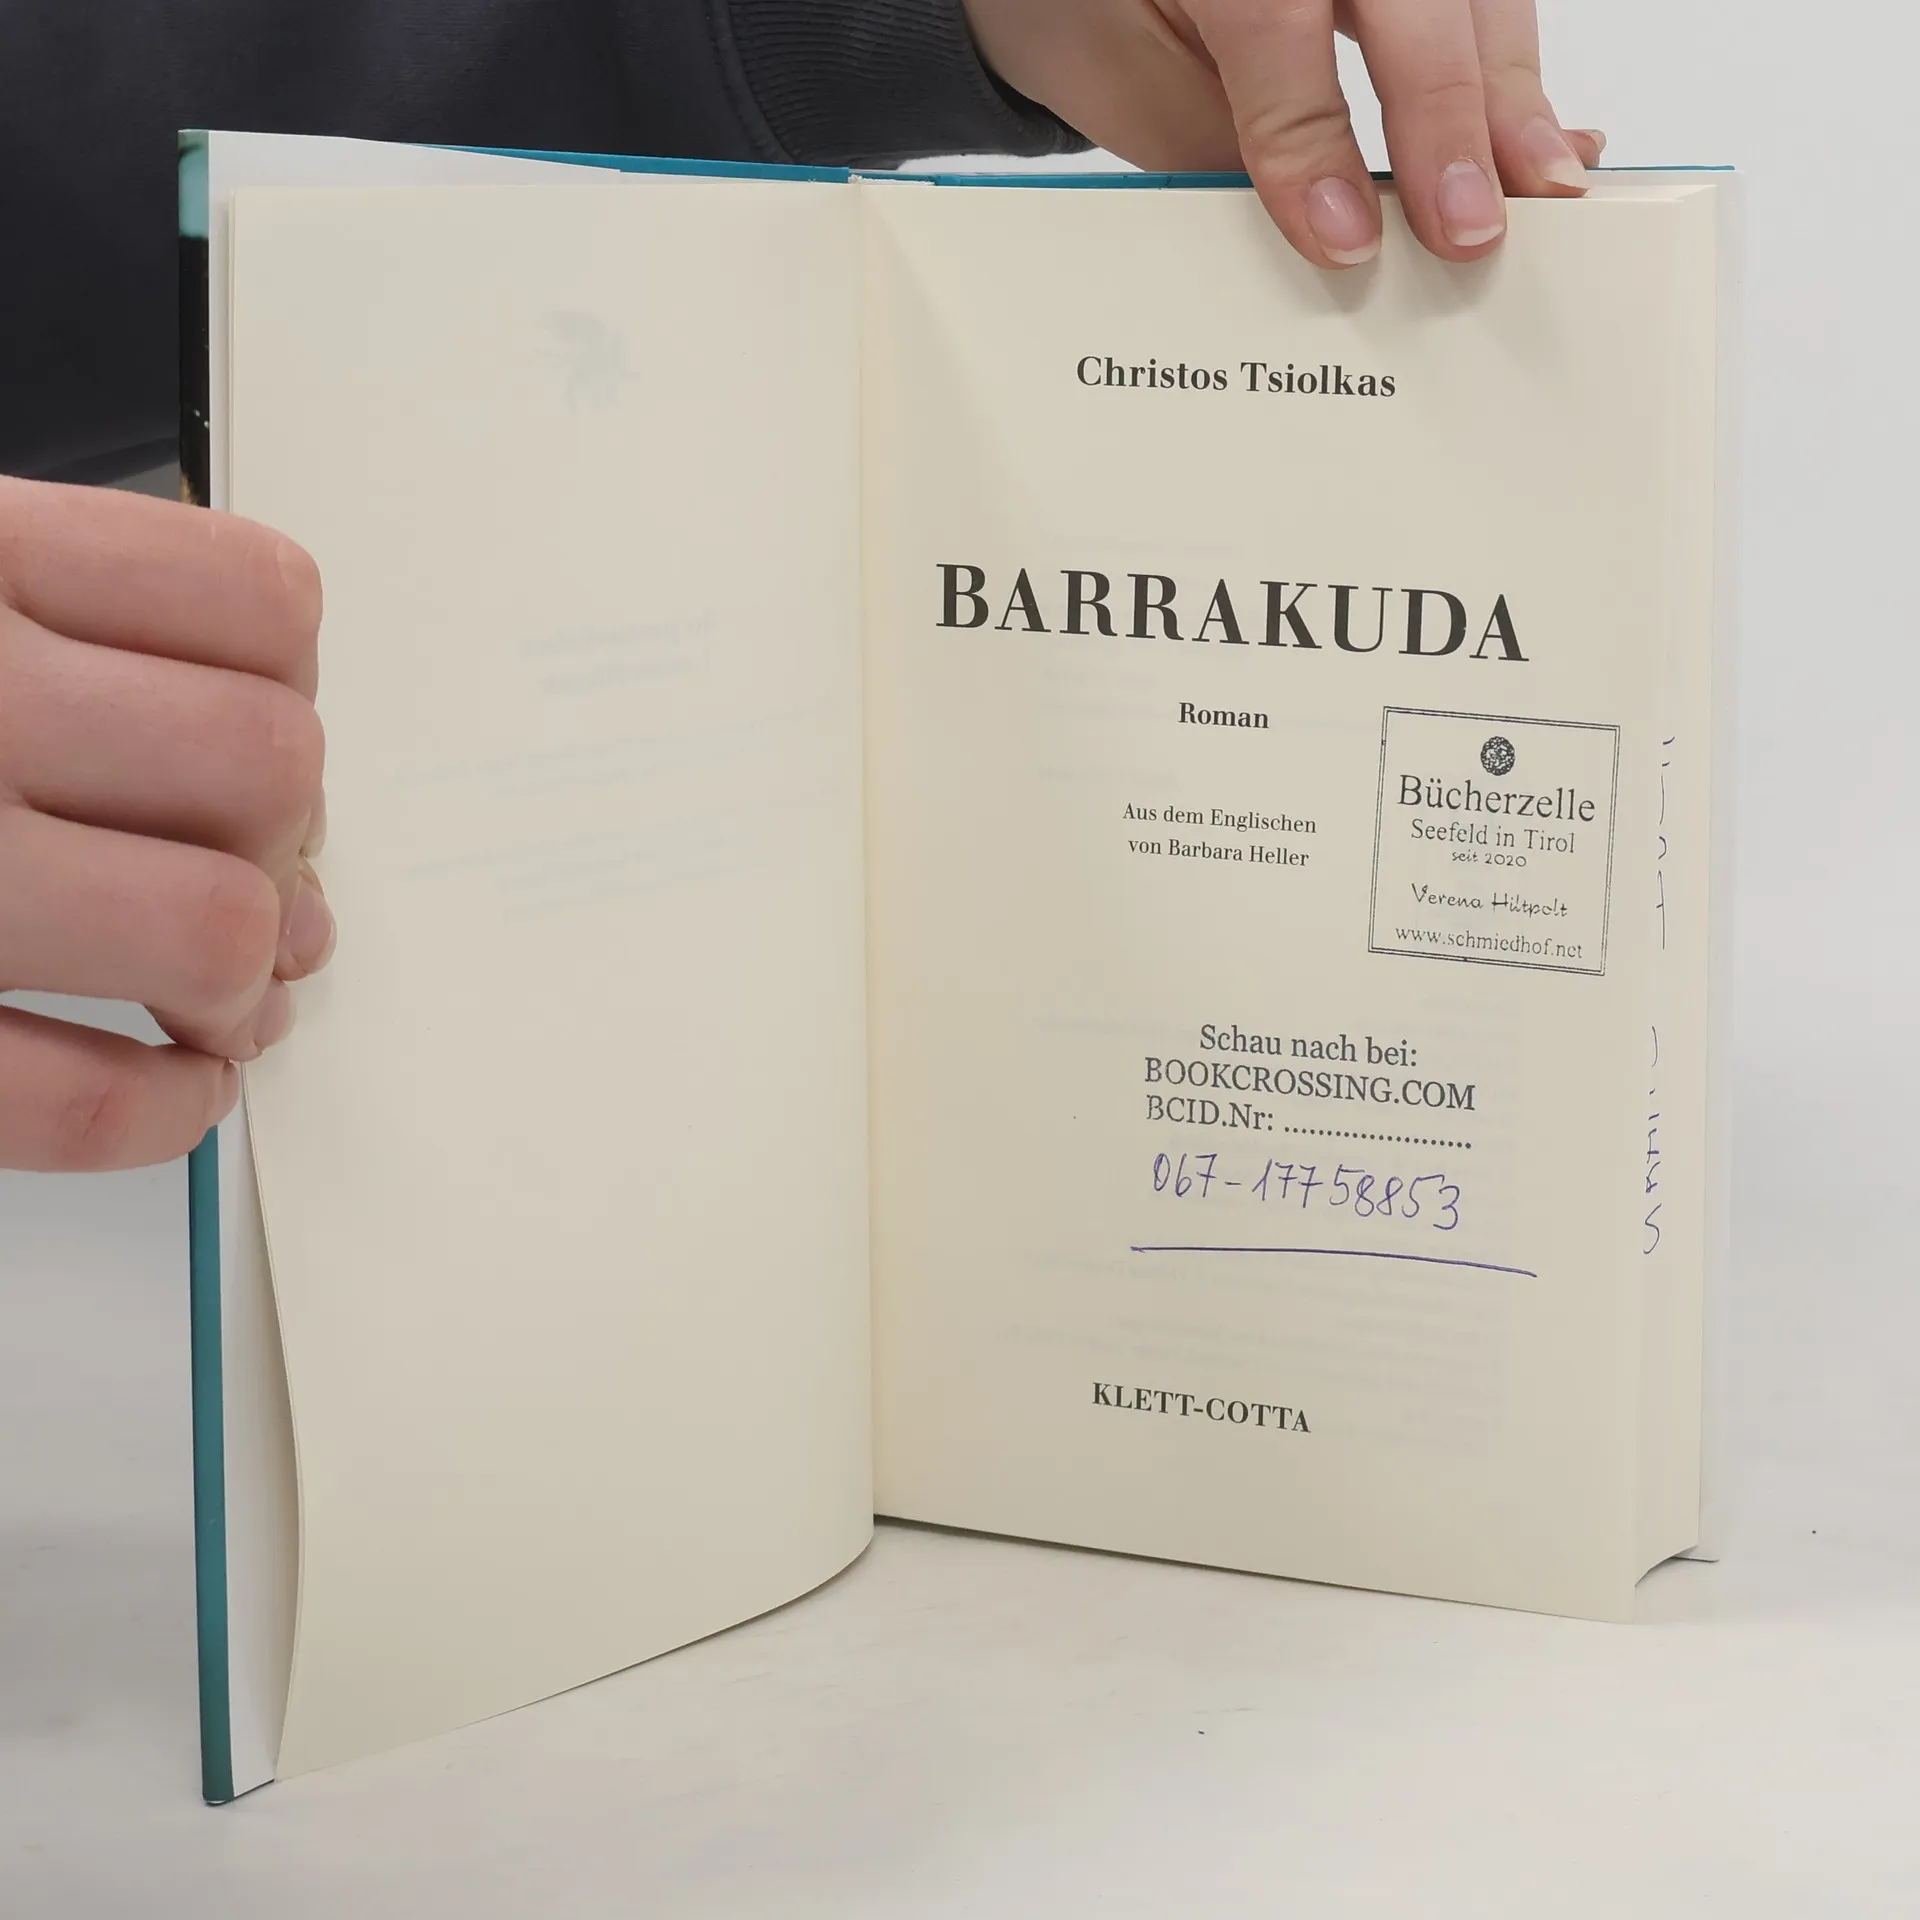 Christos Tsiolkas
BARRAKUDA
Roman
Aus dem Englischen
von Barbara Heller
Bücherzelle
Seefeld in Tirol
seit 2020
Verena Hiltpolt
www.schmiedhof.net
Schau nach bei:
BOOKCROSSING.COM
BCID.Nr: ......................
067-17758853
KLETT-COTTA